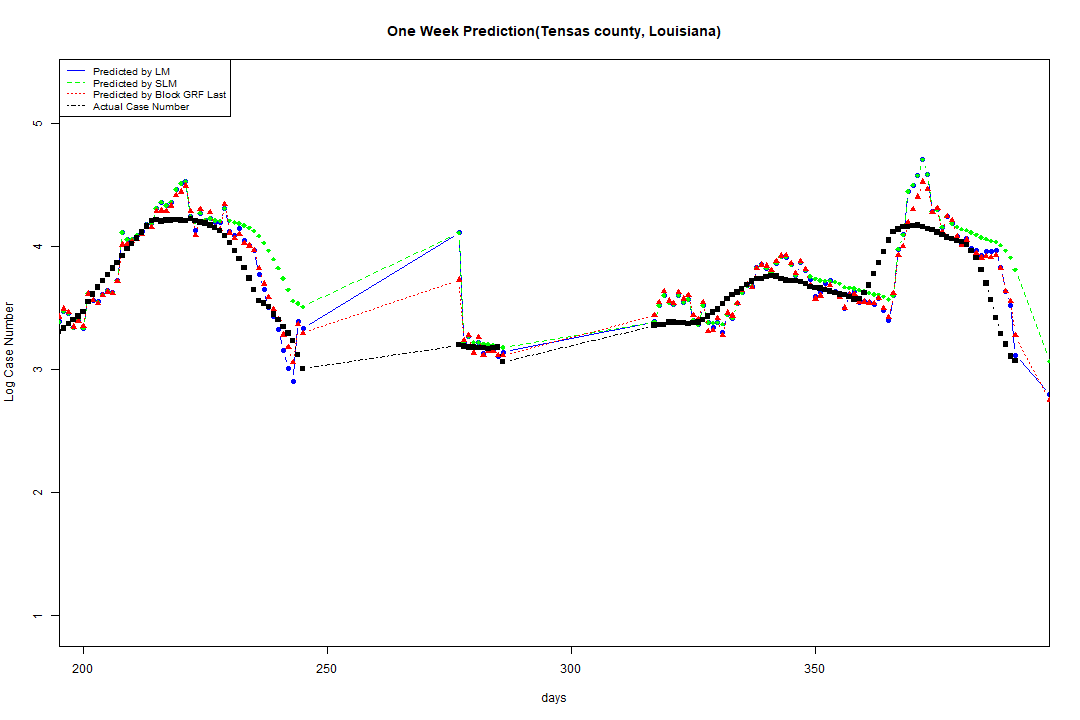 One Week Prediction(Tensas county, Louisiana)
Predicted by LM
Predicted by SLM
Predicted by Block GRF Last
Actual Case Number
5
4
3
2
1
Log Case Number
200
250
300
350
days